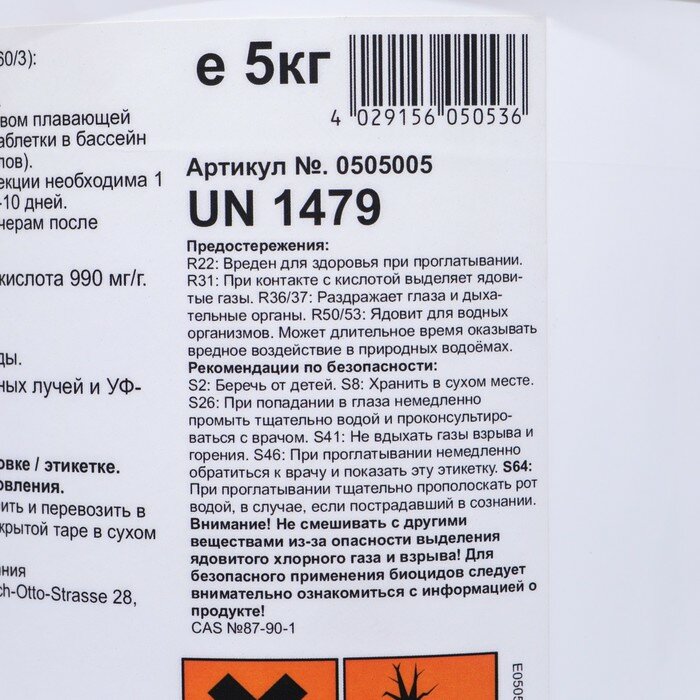 60/3):
вом плавающей
аблетки в бассейн
лов).
екции необходима 1
-10 дней.
черам после
кислота 990 мг/г.
ды.
ных лучей и УФ-
овке / этикетке.
овления.
ить и перевозить в
крытой таре в сухом
ания
ch-Otto-Strasse 28,
e 5кг
4 029156 050536
Артикул №. 0505005
UN 1479
Предостережения:
R22: Вреден для здоровья при проглатывании.
R31: При контакте с кислотой выделяет ядови-
тые газы. R36/37: Раздражает глаза и дыха-
тельные органы. R50/53: Ядовит для водных
организмов. Может длительное время оказывать
вредное воздействие в природных водоёмах.
Рекомендации по безопасности:
S2: Беречь от детей. S8: Хранить в сухом месте.
S26: При попадании в глаза немедленно
промыть тщательно водой и проконсультиро-
ваться с врачом. S41: Не вдыхать газы взрыва и
горения. S46: При проглатывании немедленно
обратиться к врачу и показать эту этикетку. S64:
При проглатывании тщательно прополоскать рот
водой, в случае, если пострадавший в сознании.
Внимание! Не смешивать с другими
веществами из-за опасности выделения
ядовитого хлорного газа и взрыва! Для
безопасного применения биоцидов следует
внимательно ознакомиться с информацией о
продукте!
CAS №87-90-1
E0505